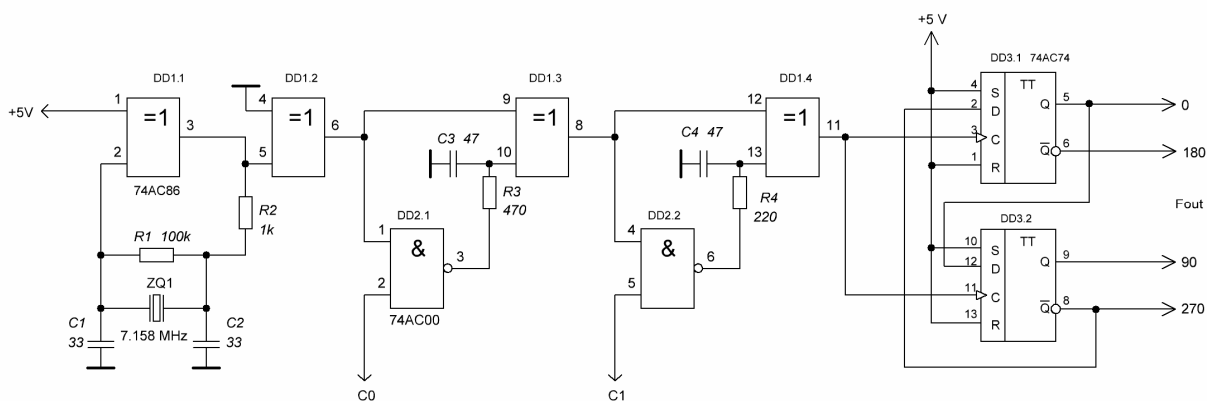 +5 V
DD1.1
DD1.2
DD1.3
DD1.4
DD3.1 74AC74
+5V
1
=1
3
2
74AC86
4
=1
6
5
9
=1
8
10
C3 47
R3
470
12
=1
11
13
C4 47
R4
220
4
S
TT
2
D
Q
5
0
3
C
Q
6
180
1
R
Fout
DD3.2
10
S
TT
12
D
Q
9
90
11
C
Q
8
270
13
R
R2
1k
R1 100k
ZQ1
7.158 MHz
C1
33
C2
33
DD2.1
1
&
3
2
74AC00
C0
DD2.2
4
&
6
5
C1